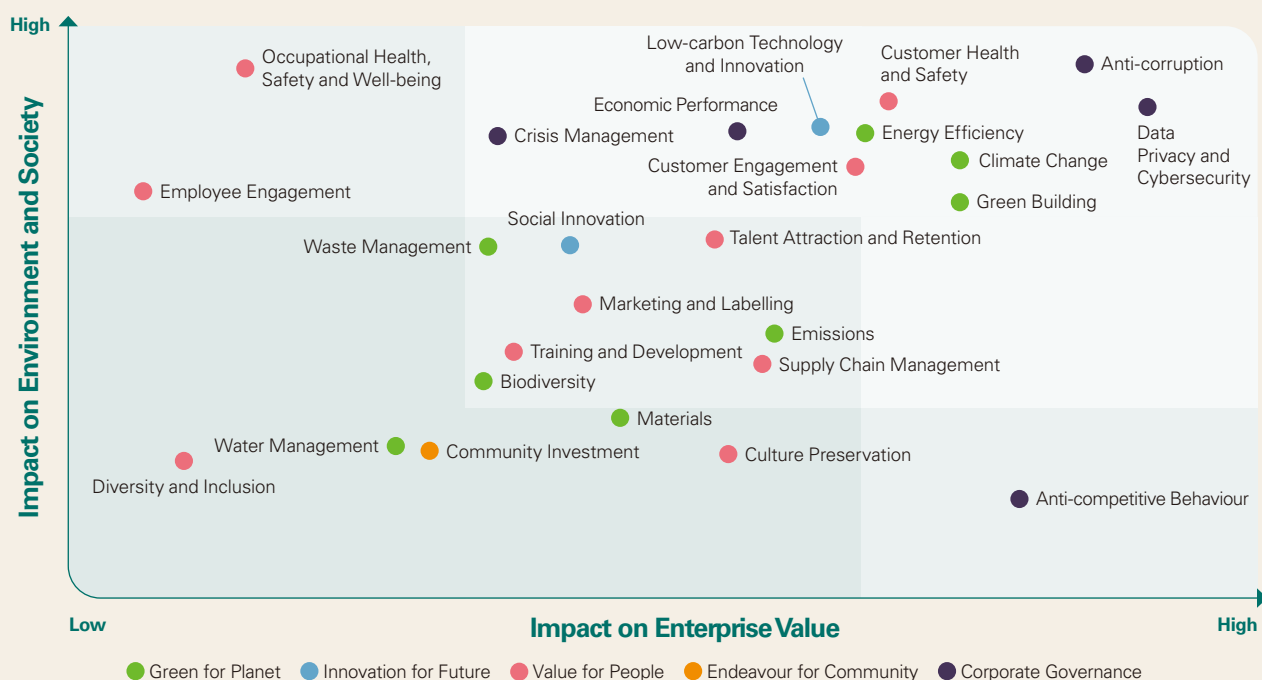 High
Impact on Environment and Society
Occupational Health,
Safety and Well-being
Low-carbon Technology
and Innovation
Customer Health
and Safety
Anti-corruption
Economic Performance
Crisis Management
Energy Efficiency
Data
Privacy and
Cybersecurity
Customer Engagement
and Satisfaction
Climate Change
Employee Engagement
Green Building
Social Innovation
Waste Management
Talent Attraction and Retention
Marketing and Labelling
Emissions
Training and Development
Supply Chain Management
Biodiversity
Materials
Water Management
Community Investment
Culture Preservation
Diversity and Inclusion
Anti-competitive Behaviour
Low
Impact on Enterprise Value
High
Green for Planet
Innovation for Future
Value for People
Endeavour for Community
Corporate Governance